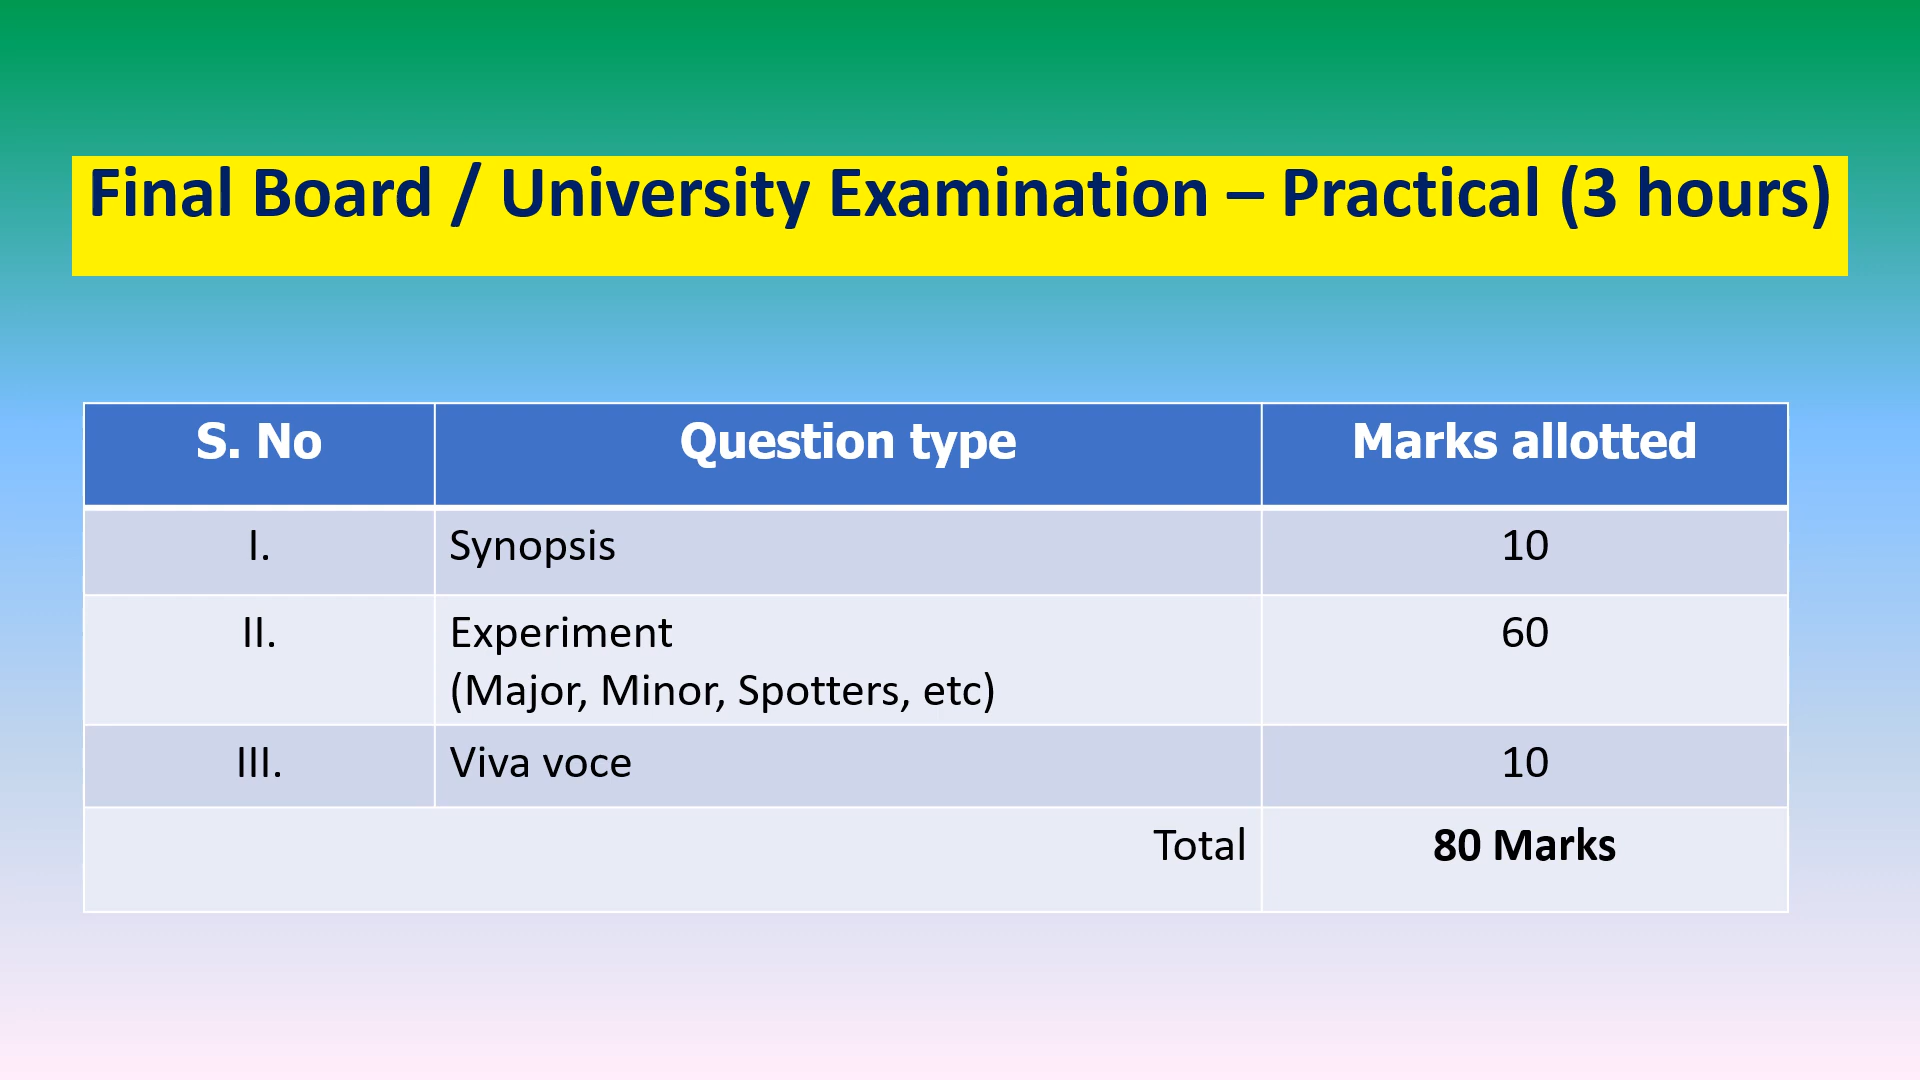 Final Board / University Examination – Practical (3 hours)
S. No Question type Marks allotted
I. Synopsis 10
II. Experiment 60
(Major, Minor, Spotters, etc)
III. Viva voce 10
Total 80 Marks